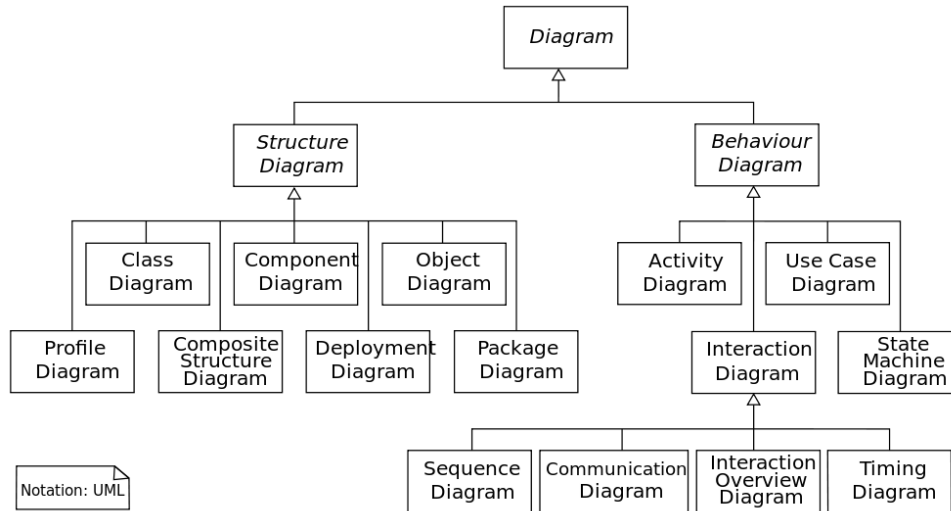 Diagram
Structure
Diagram
Behaviour
Diagram
Class
Diagram
Component
Diagram
Object
Diagram
Activity
Diagram
Use Case
Diagram
Profile
Diagram
Composite
Structure
Diagram
Deployment
Diagram
Package
Diagram
Interaction
Diagram
State
Machine
Diagram
Sequence
Diagram
Communication
Diagram
Interaction
Overview
Diagram
Timing
Diagram
Notation: UML